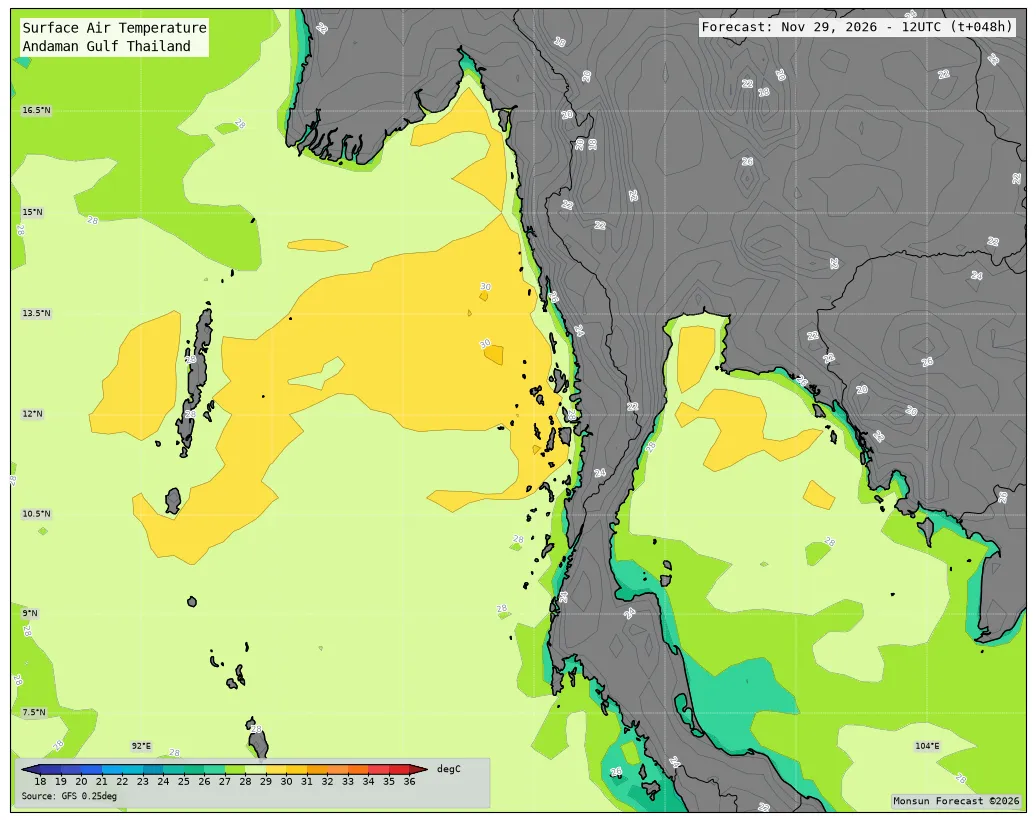 Surface Air Temperature
Andaman Gulf Thailand
Forecast: Nov 29, 2026 - 12UTC (t+048h)
16.5°N
15°N
13.5°N
12°N
10.5°N
9°N
7.5°N
92°E
104°E
18 19 20 21 22 23 24 25 26 27 28 29 30 31 32 33 34 35 36 degC
Source: GFS 0.25deg
Monsun Forecast ©2026